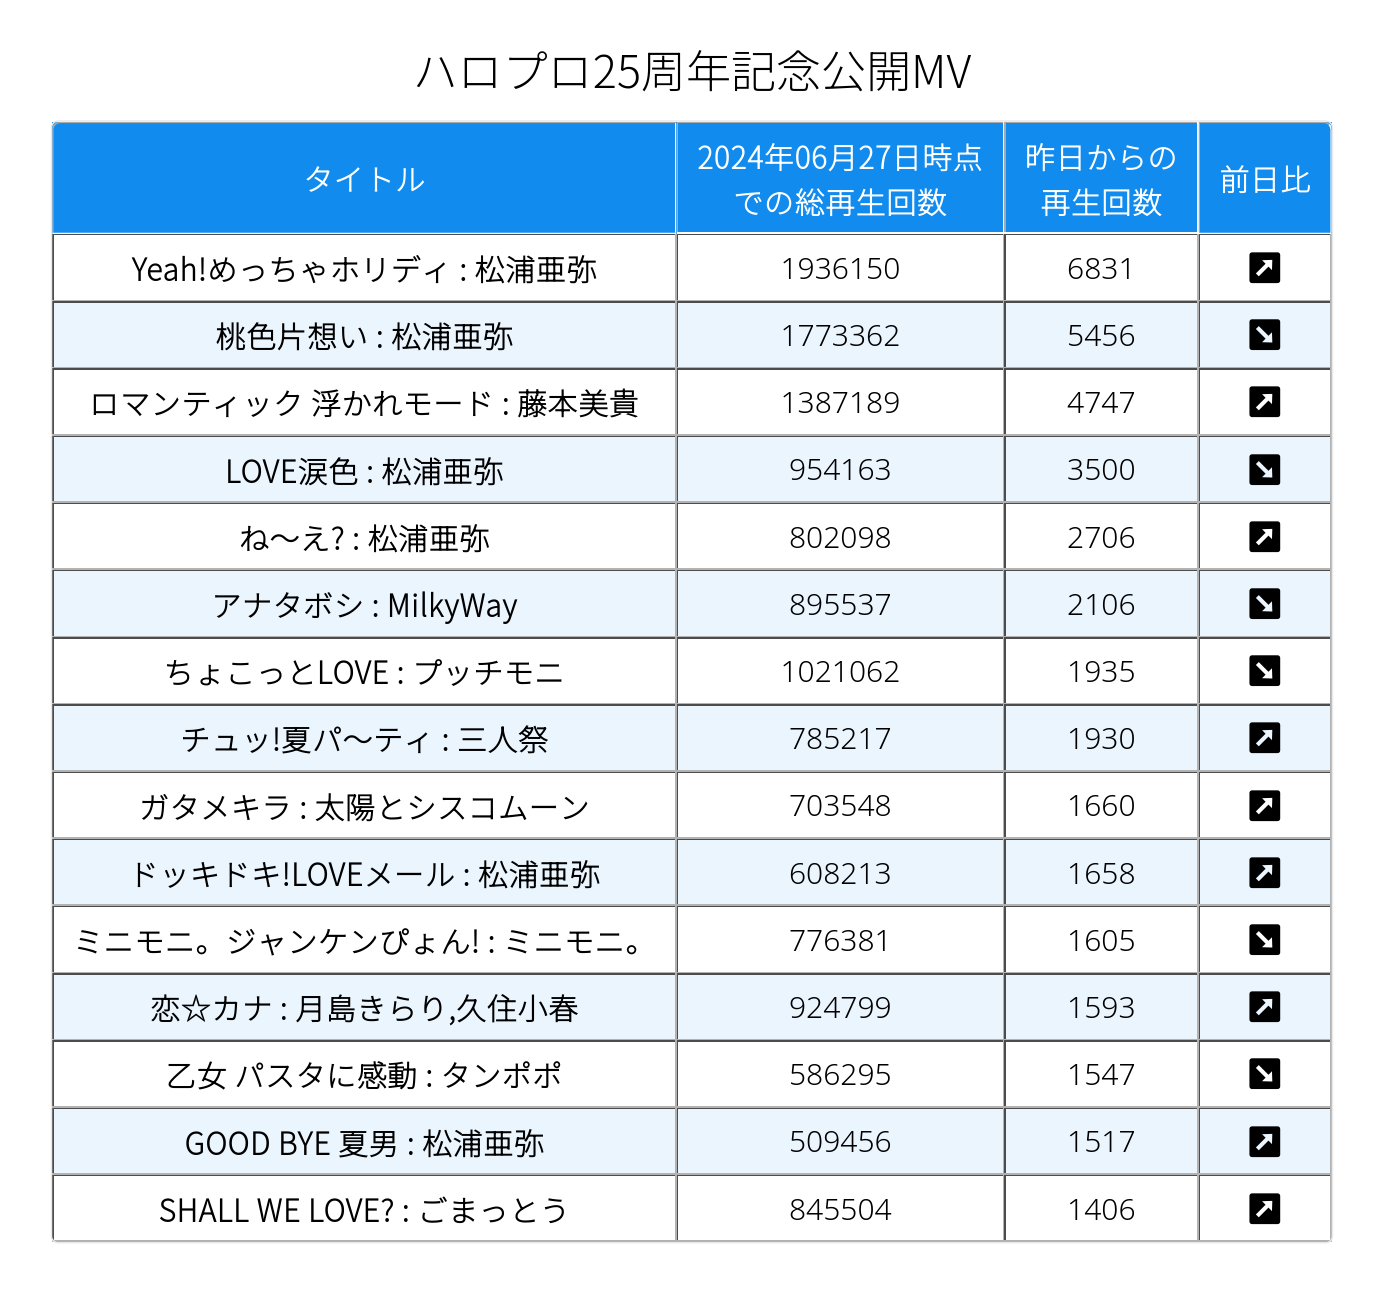 ハロプロ25周年記念公開MV
タイトル
2024年06月27日時点
での総再生回数
昨日からの
再生回数
前日比
Yeah!めっちゃホリディ : 松浦亜弥 1936150 6831
桃色片想い : 松浦亜弥 1773362 5456
ロマンティック 浮かれモード : 藤本美貴 1387189 4747
LOVE涙色 : 松浦亜弥 954163 3500
ね〜え? : 松浦亜弥 802098 2706
アナタボシ : MilkyWay 895537 2106
ちょこっとLOVE : プッチモニ 1021062 1935
チュッ!夏パ〜ティ : 三人祭 785217 1930
ガタメキラ : 太陽とシスコムーン 703548 1660
ドッキドキ!LOVEメール : 松浦亜弥 608213 1658
ミニモニ。ジャンケンぴょん! : ミニモニ。 776381 1605
恋☆カナ : 月島きらり,久住小春 924799 1593
乙女 パスタに感動 : タンポポ 586295 1547
GOOD BYE 夏男 : 松浦亜弥 509456 1517
SHALL WE LOVE? : ごまっとう 845504 1406